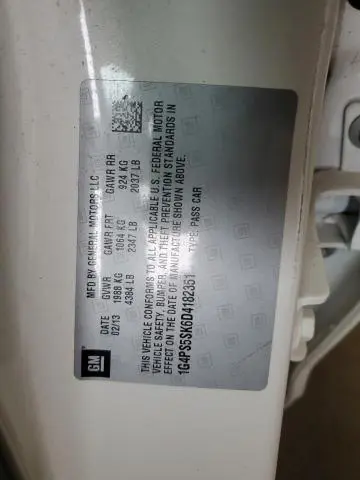 GM
MFD BY GENERAL MOTORS LLC
DATE GVWR GAWR FRT GAWR RR
02/13 1988 KG 1064 KG 924 KG
4384 LB 2347 LB 2037 LB
THIS VEHICLE CONFORMS TO ALL APPLICABLE U.S. FEDERAL MOTOR
VEHICLE SAFETY, BUMPER, AND THEFT PREVENTION STANDARDS IN
EFFECT ON THE DATE OF MANUFACTURE SHOWN ABOVE.
1G4PS5SK6D4182351 TYPE: PASS CAR